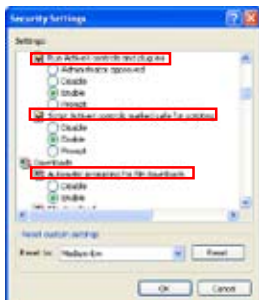 Security Settings
Settings:
Run ActiveX controls and plug-ins
Administrator approved
Disable
Enable
Prompt
Script ActiveX controls marked safe for scripting
Disable
Enable
Prompt
Downloads
Automatic prompting for file downloads
Disable
Enable
Reset custom settings
Reset to:
Medium-low
Reset
OK
Cancel